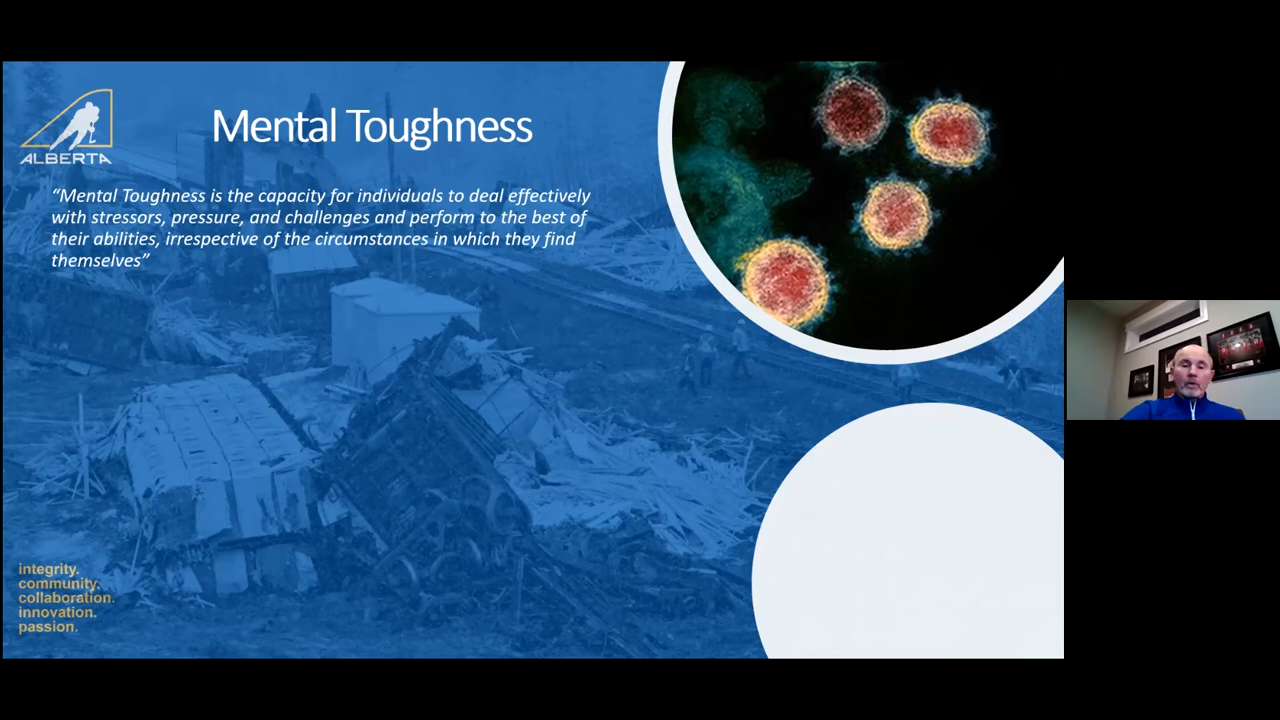 ALBERTA
Mental Toughness
“Mental Toughness is the capacity for individuals to deal effectively
with stressors, pressure, and challenges and perform to the best of
their abilities, irrespective of the circumstances in which they find
themselves”
integrity.
community.
collaboration.
innovation.
passion.